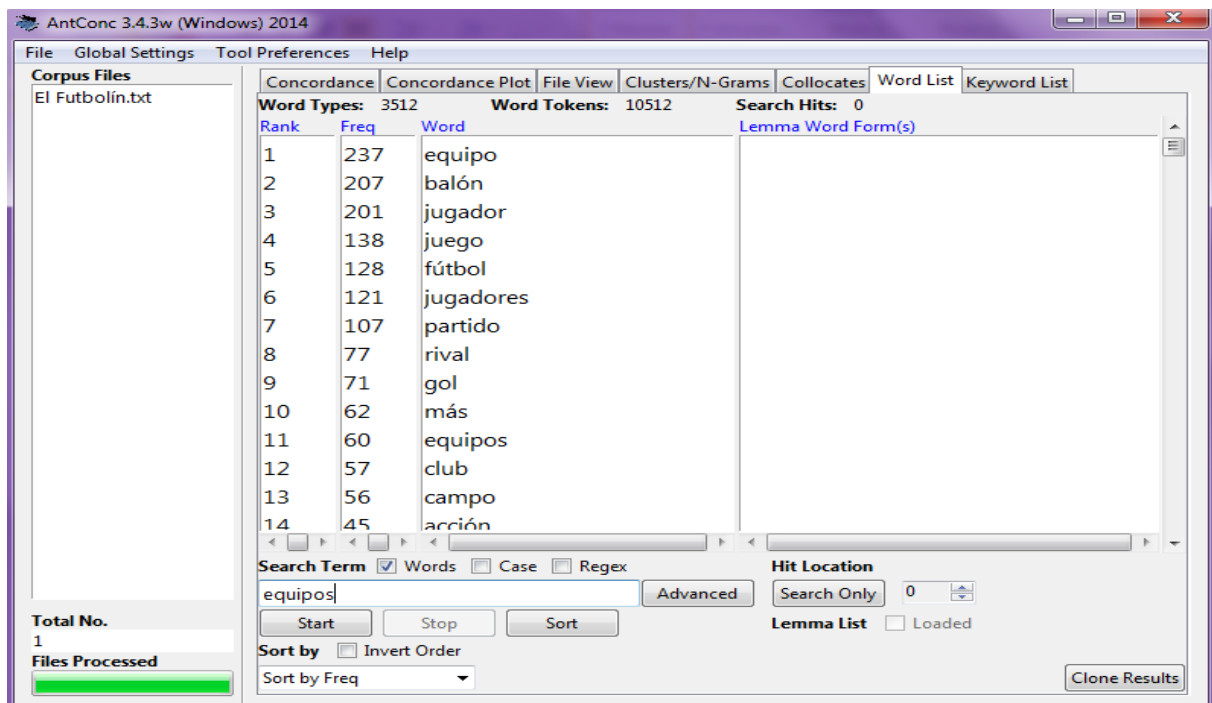 AntConc 3.4.3w (Windows) 2014
File Global Settings Tool Preferences Help
Corpus Files
El Futbolín.txt
Total No.
1
Files Processed
Concordance Concordance Plot File View Clusters/N-Grams Collocates Word List Keyword List
Word Types: 3512 Word Tokens: 10512 Search Hits: 0
Rank Freq Word Lemma Word Form(s)
1 237 equipo
2 207 balón
3 201 jugador
4 138 juego
5 128 fútbol
6 121 jugadores
7 107 partido
8 77 rival
9 71 gol
10 62 más
11 60 equipos
12 57 club
13 56 campo
14 45 acción
Search Term Words Case Regex Hit Location
equipos Advanced Search Only 0
Start Stop Sort Lemma List Loaded
Sort by Invert Order
Sort by Freq Clone Results